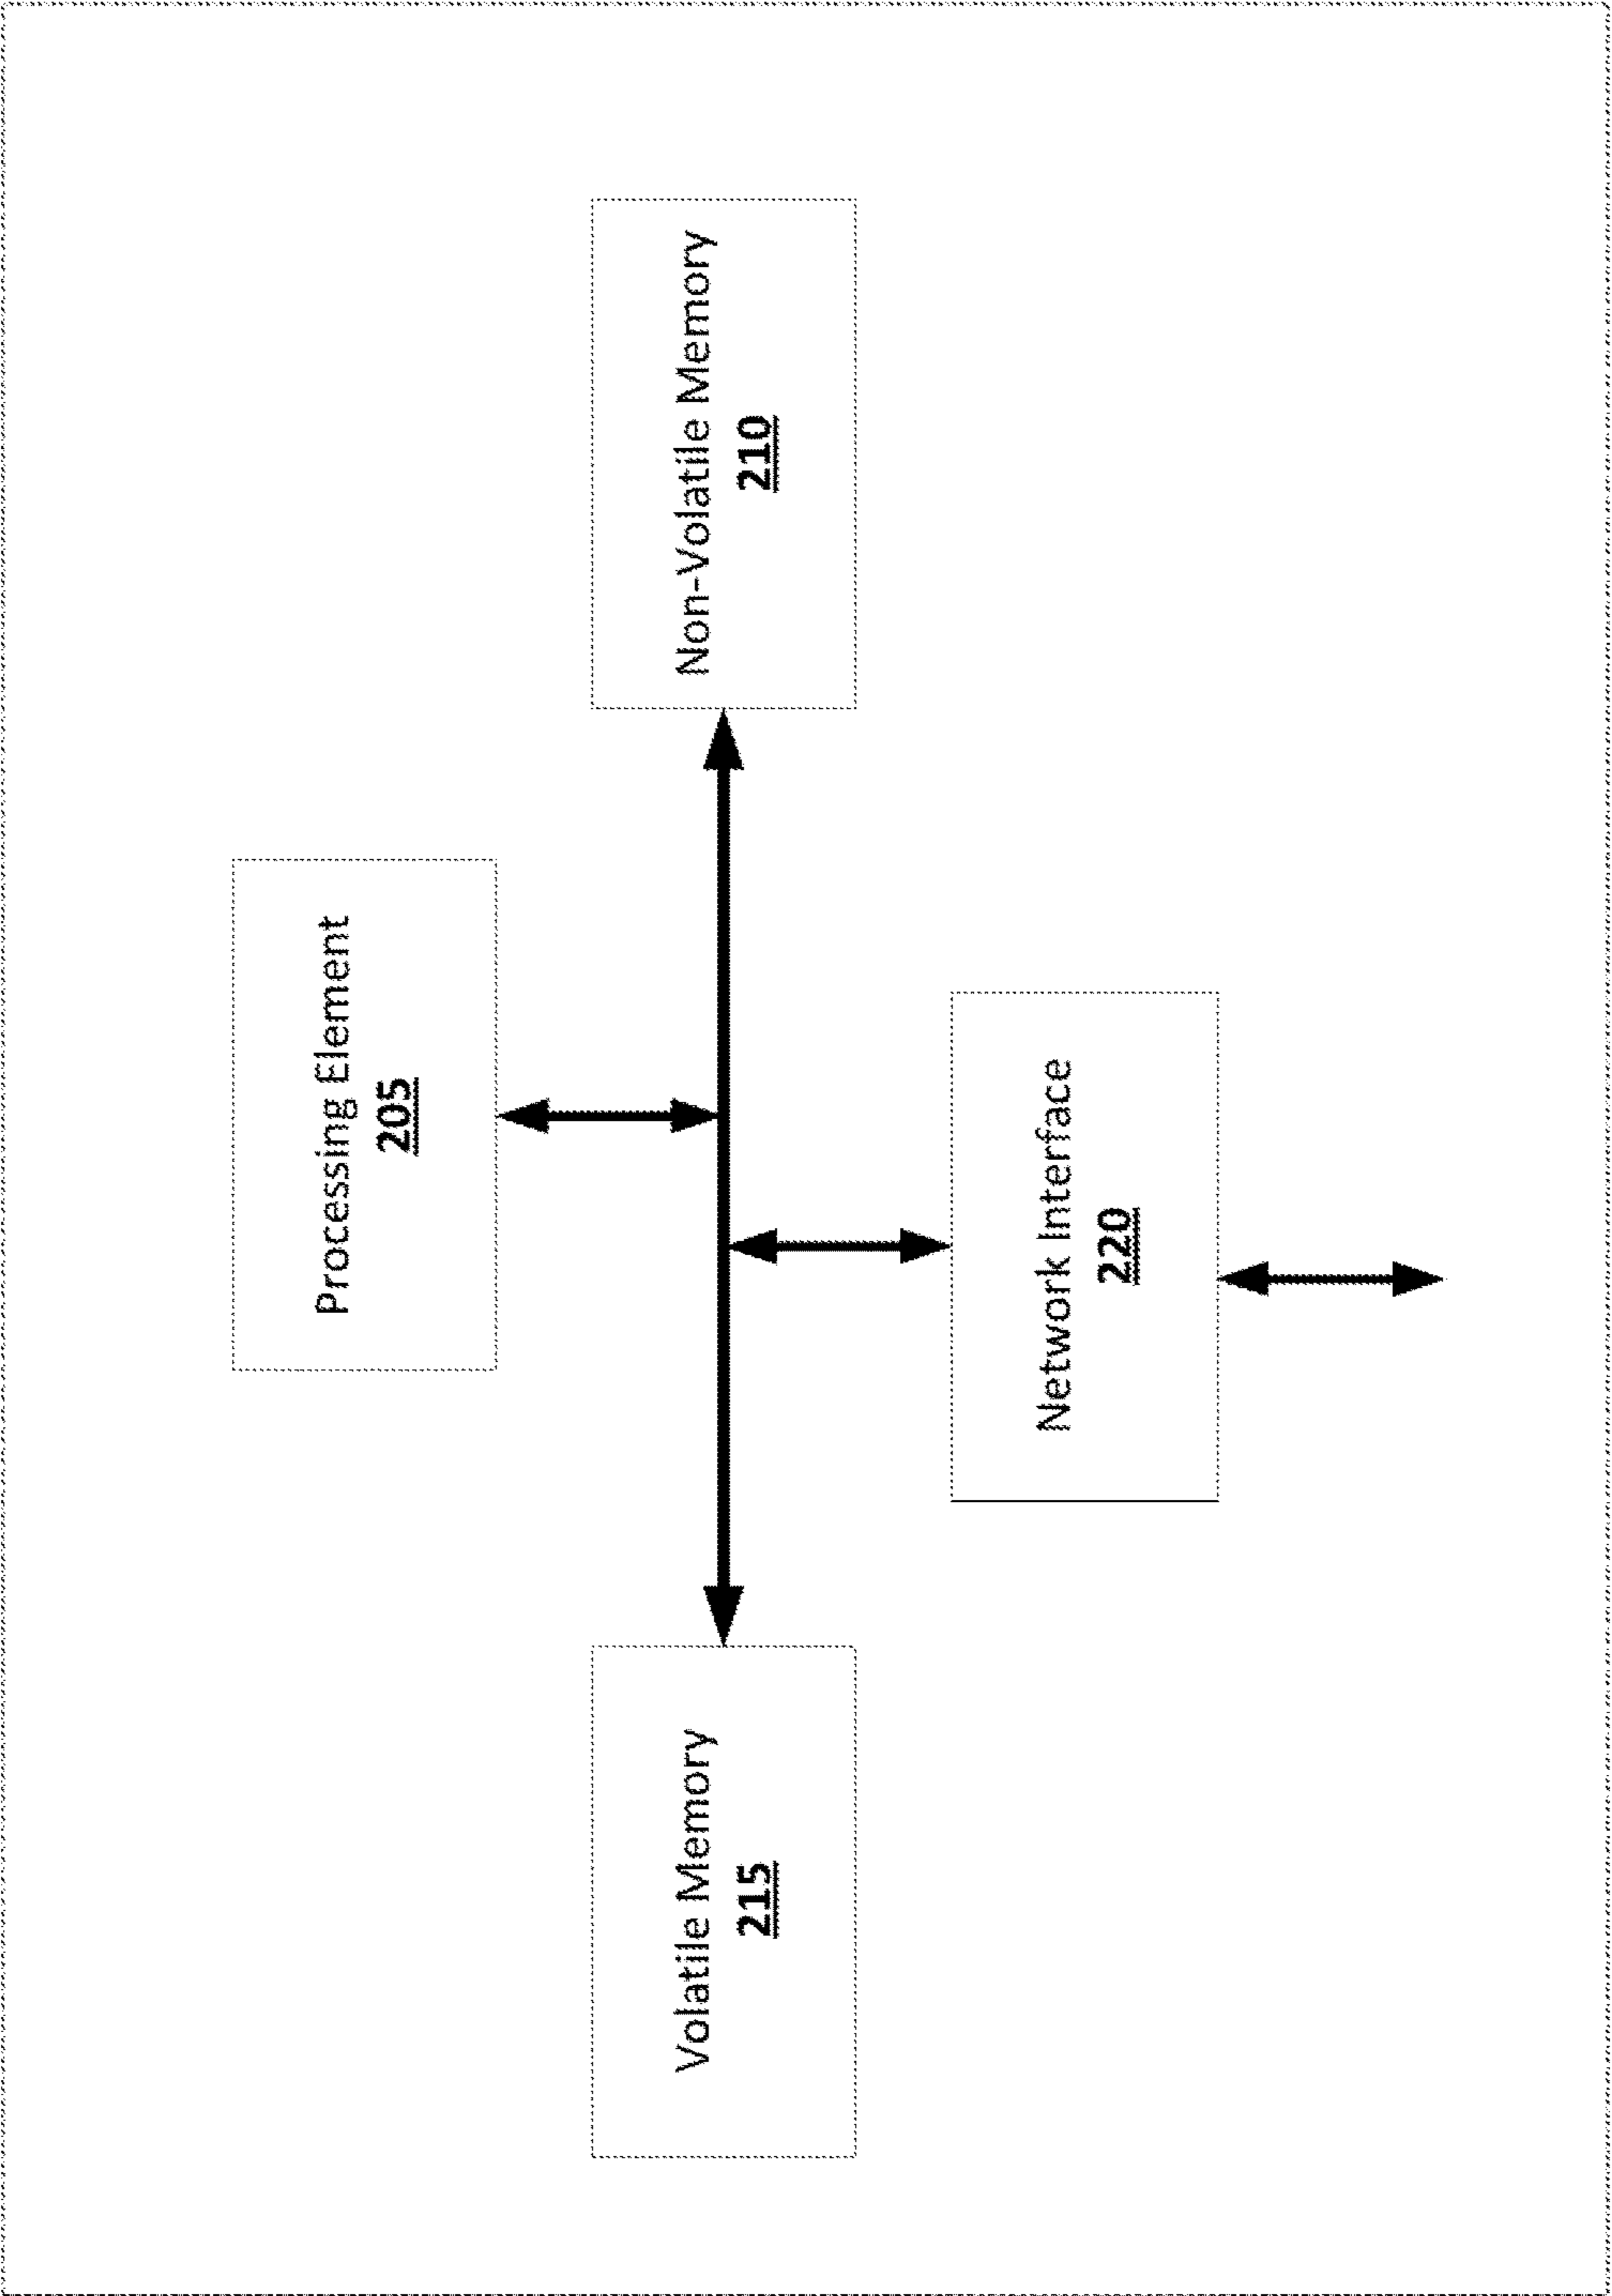 Processing Element
205
Volatile Memory
215
Non-Volatile Memory
210
Network Interface
220